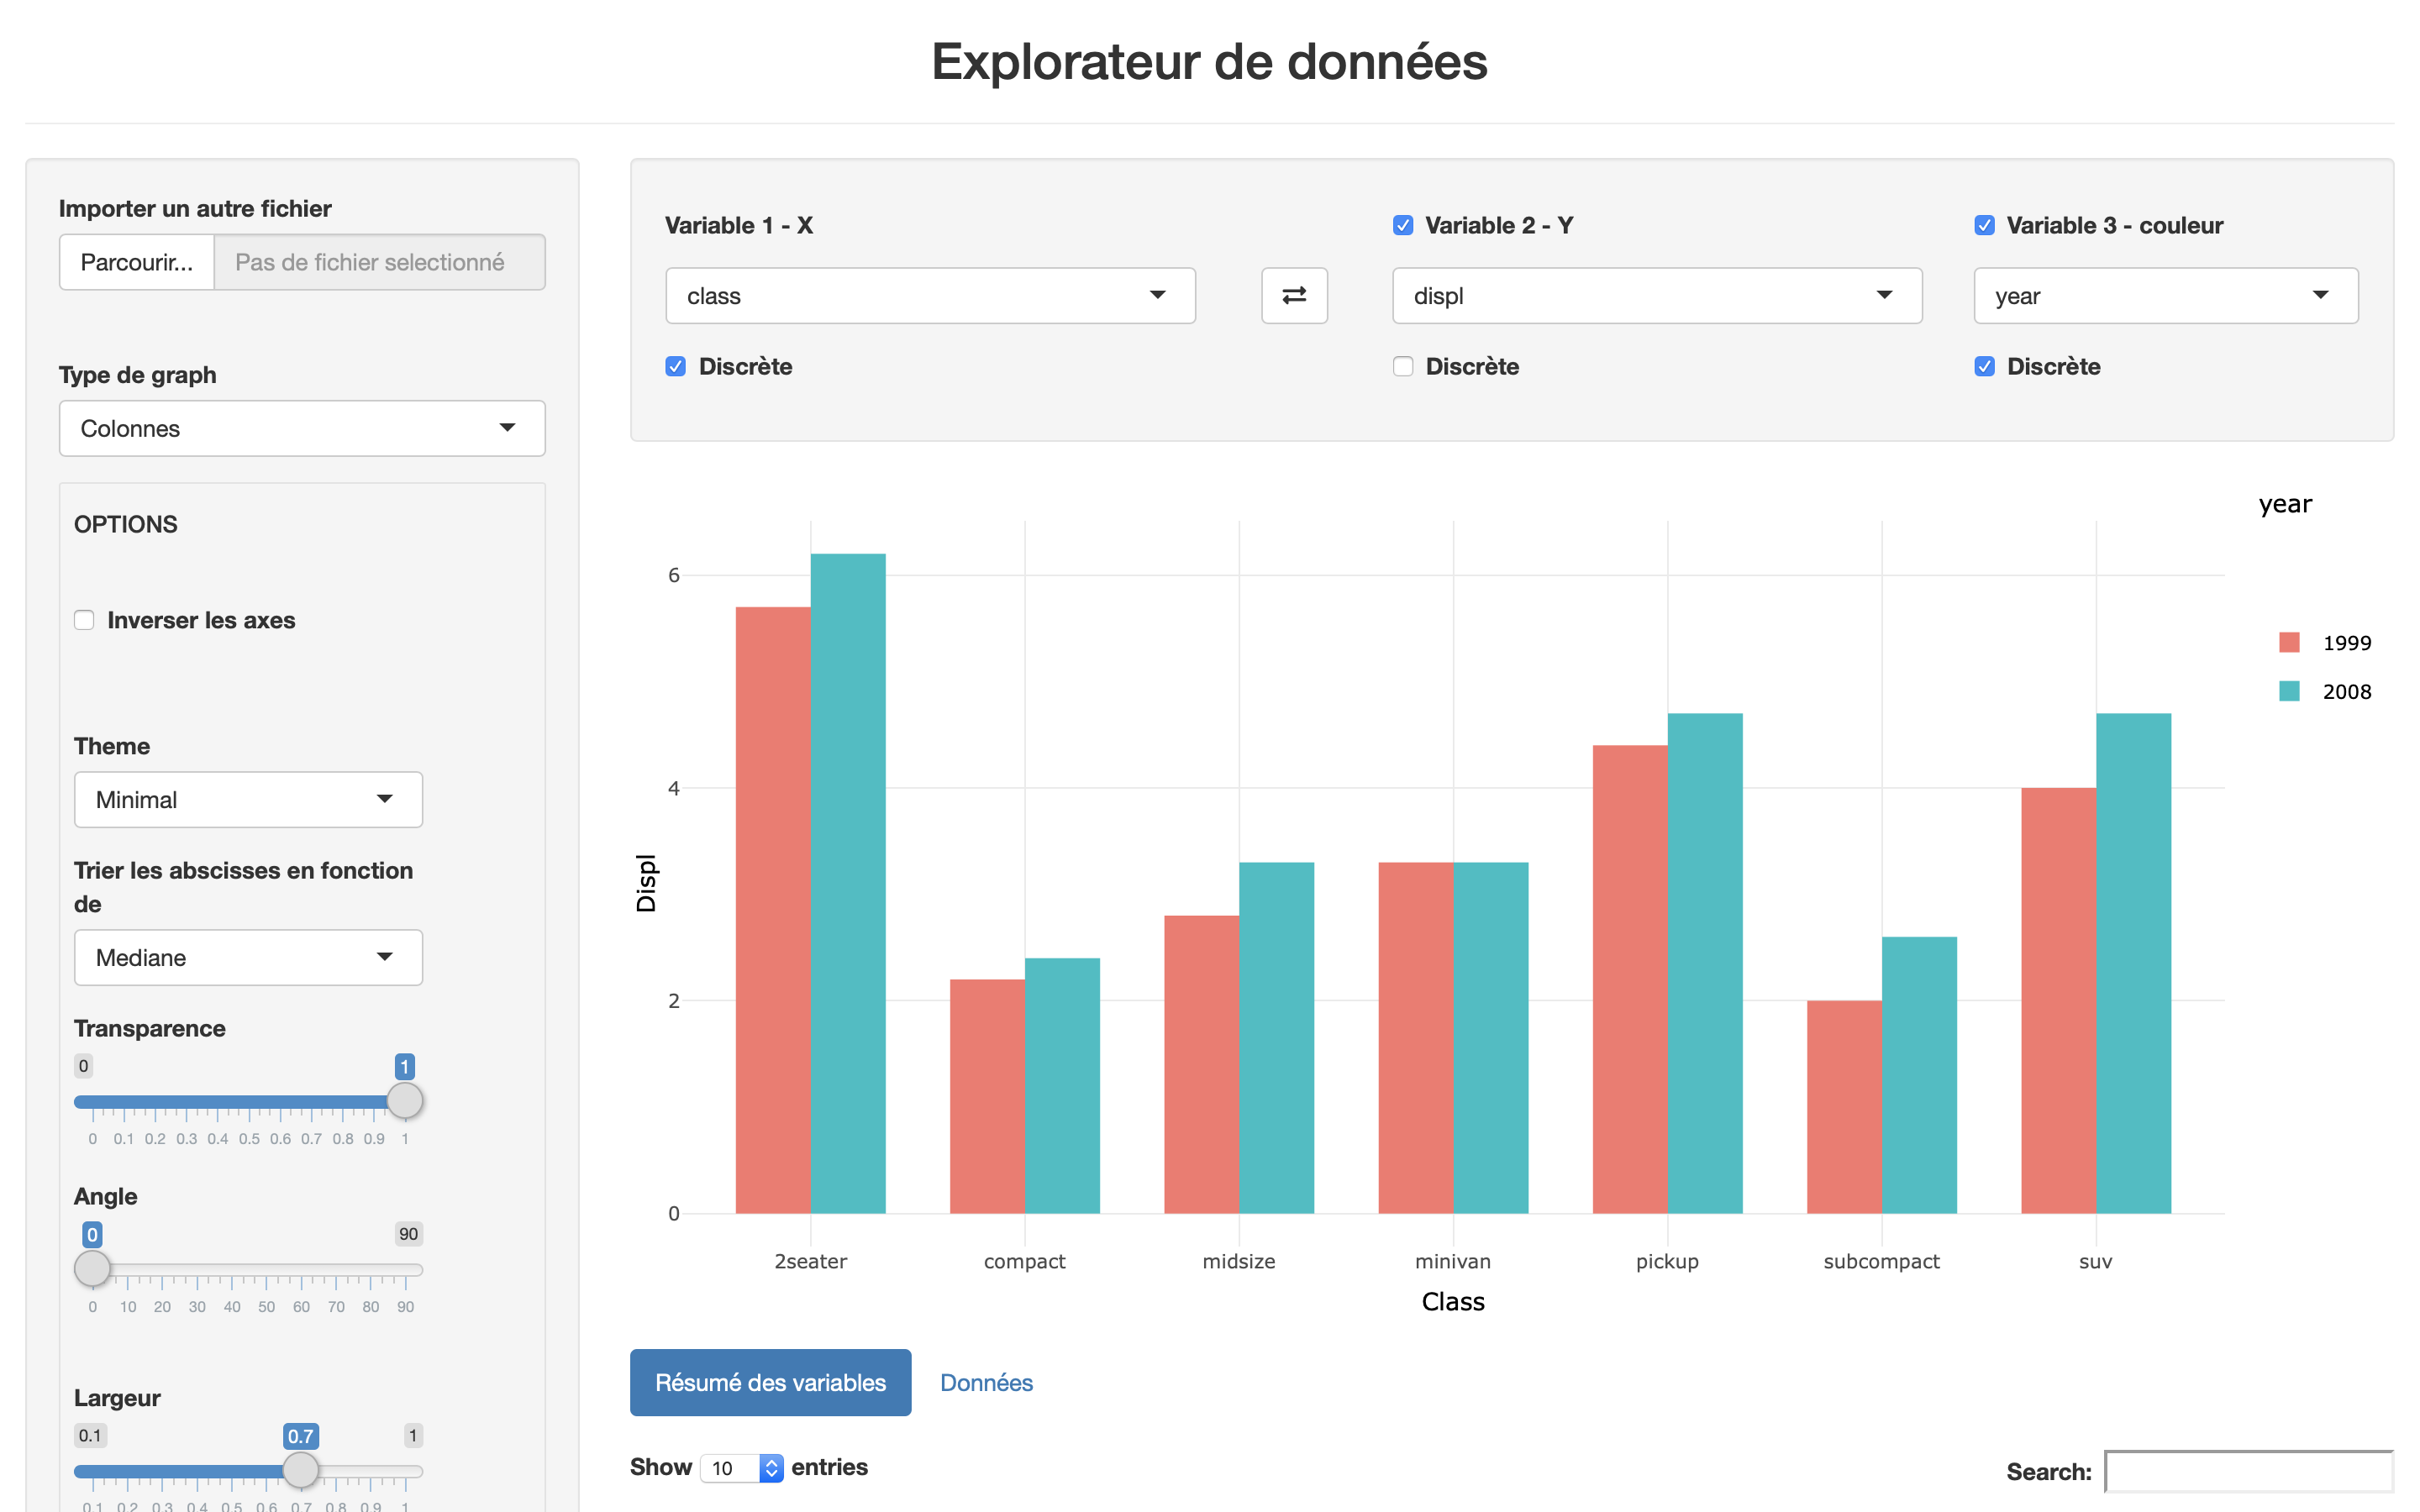 Explorateur de données
Importer un autre fichier
Parcourir... Pas de fichier selectionné
Type de graph
Colonnes
OPTIONS
Inverser les axes
Theme
Minimal
Trier les abscisses en fonction
de
Mediane
Transparence
0 1
0 0.1 0.2 0.3 0.4 0.5 0.6 0.7 0.8 0.9 1
Angle
0 90
0 10 20 30 40 50 60 70 80 90
Largeur
0.1 0.7 1
0.1 0.2 0.3 0.4 0.5 0.6 0.7 0.8 0.9 1
Variable 1 - X Variable 2 - Y Variable 3 - couleur
class displ year
Discrète Discrète Discrète
year
1999
2008
6
4
2
0
Displ
2seater compact midsize minivan pickup subcompact suv
Class
Résumé des variables Données
Show 10 entries Search: